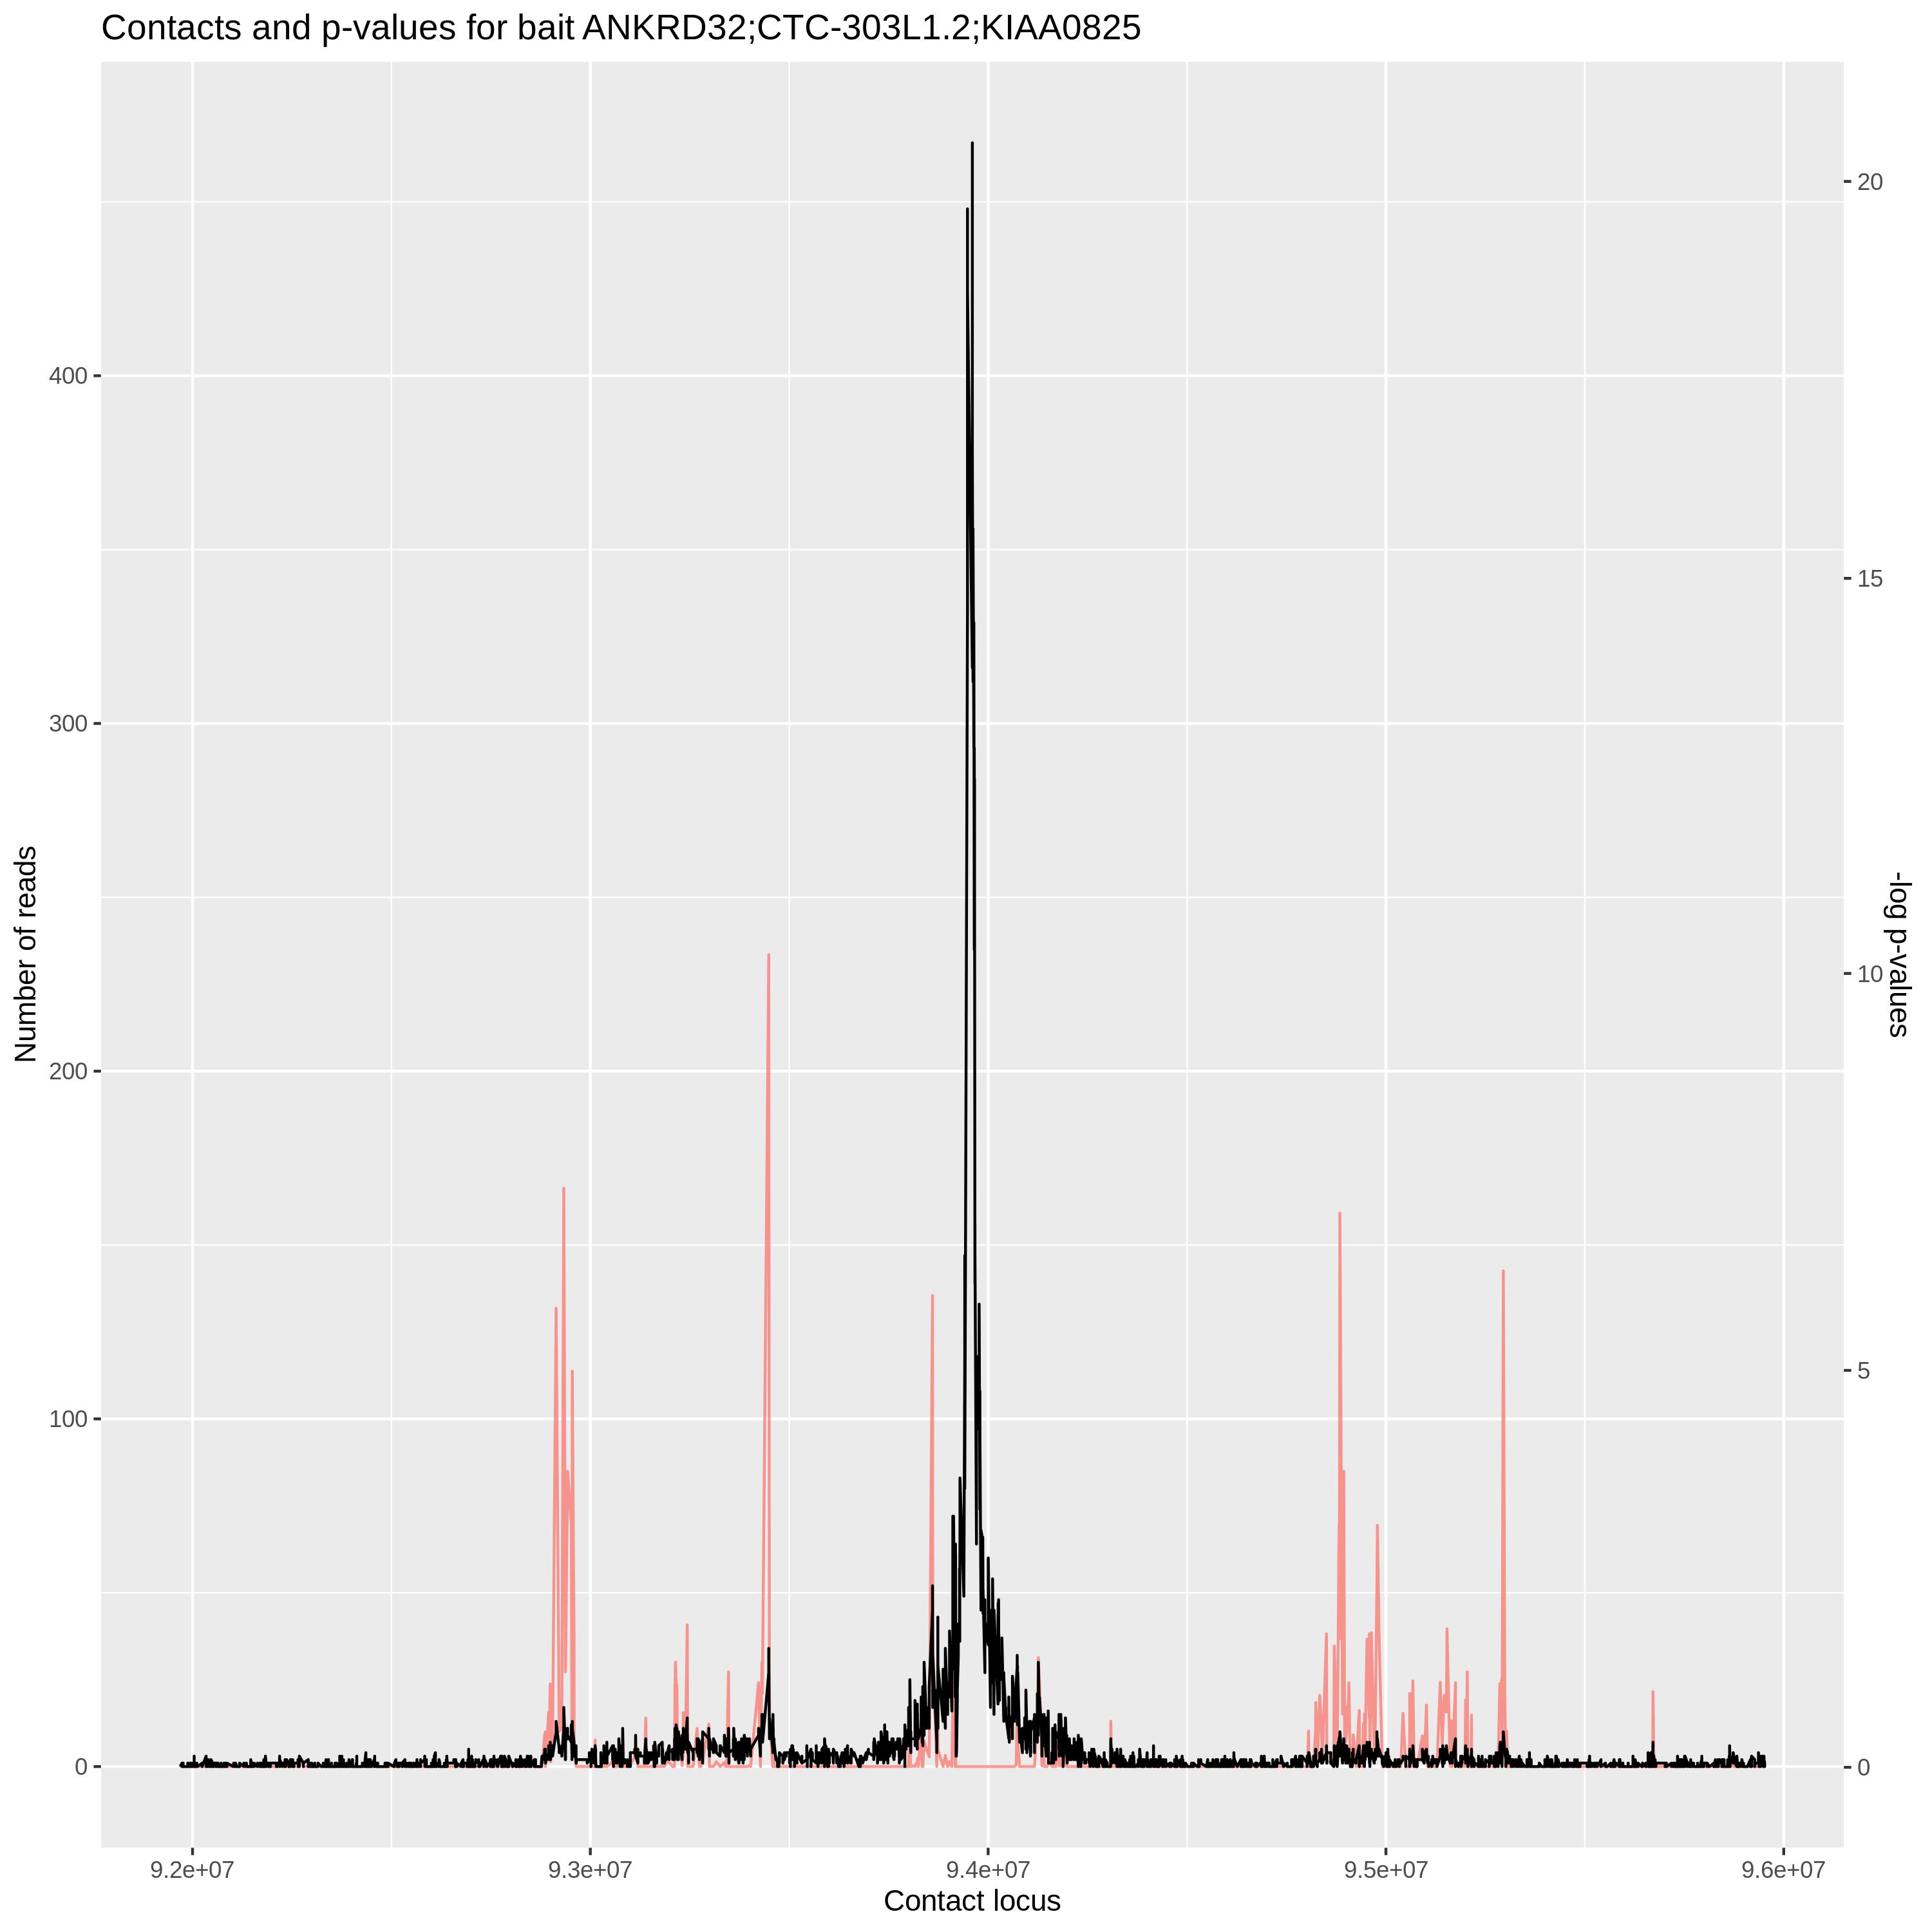 Contacts and p-values for bait ANKRD32;CTC-303L1.2;KIAA0825
Number of reads
400
300
200
100
0
20
15
10
5
0
-log p-values
9.2e+07 9.3e+07 9.4e+07 9.5e+07 9.6e+07
Contact locus